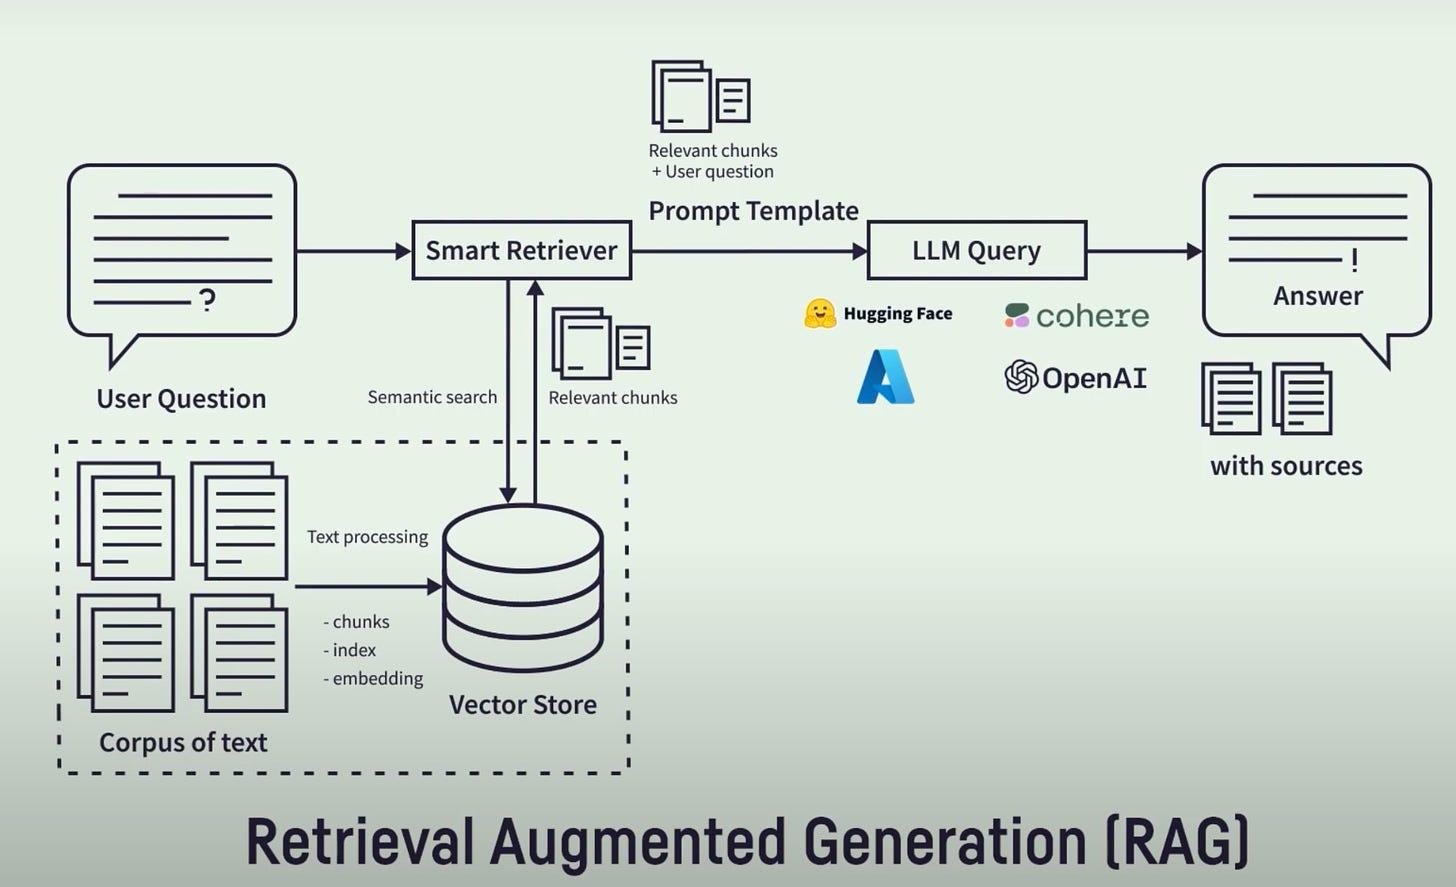 Relevant chunks
+ User question
Prompt Template
Smart Retriever
LLM Query
?
!
Answer
User Question
Semantic search
Relevant chunks
Hugging Face
cohere
OpenAI
with sources
Text processing
- chunks
- index
- embedding
Vector Store
Corpus of text
Retrieval Augmented Generation (RAG)